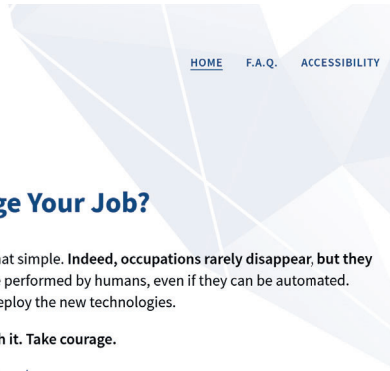 HOME F.A.Q. ACCESSIBILITY
ge Your Job?
at simple. Indeed, occupations rarely disappear, but they
performed by humans, even if they can be automated.
eploy the new technologies.
h it. Take courage.